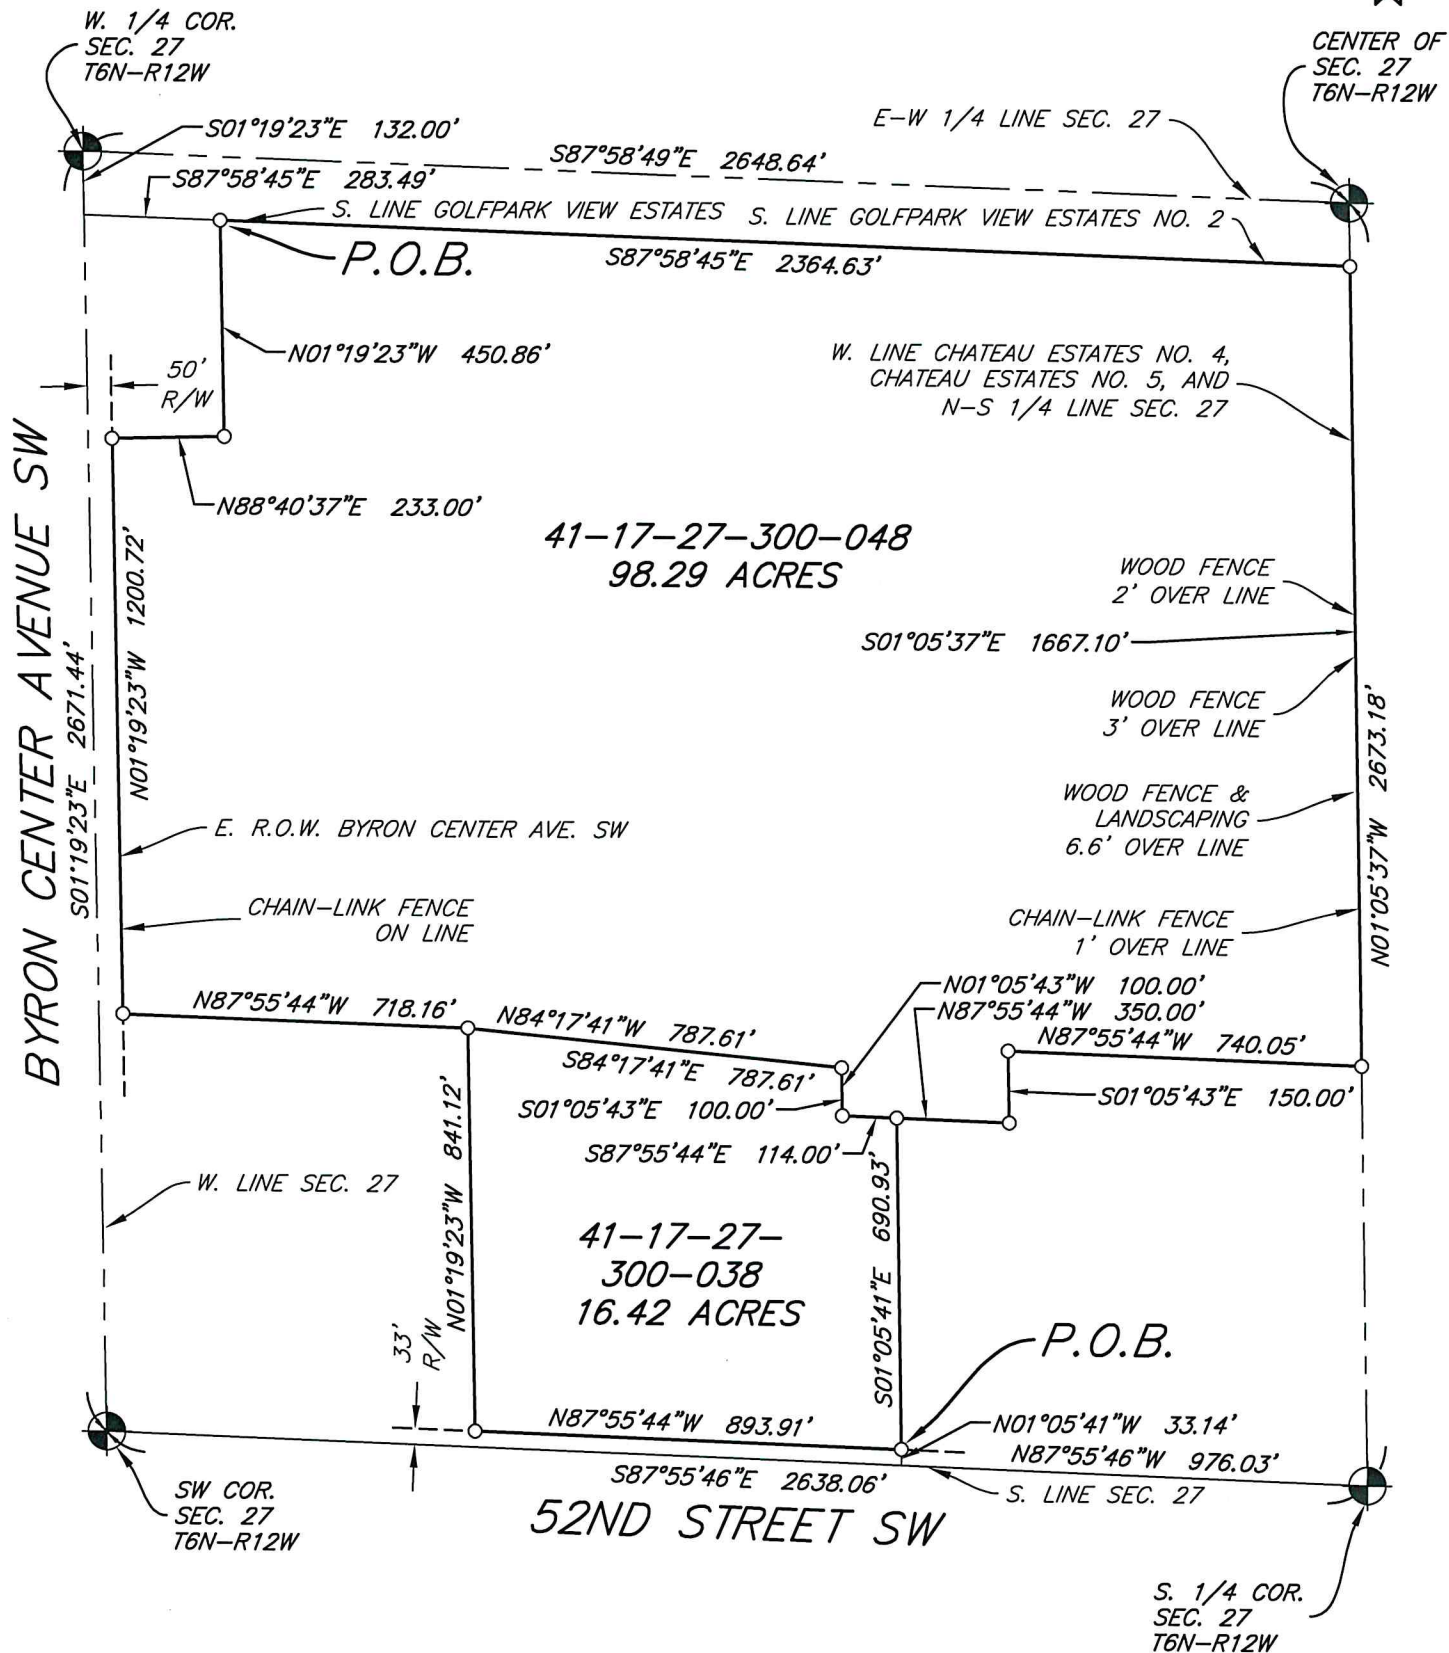 W. 1/4 COR.
SEC. 27
T6N-R12W
CENTER OF
SEC. 27
T6N-R12W
S01°19'23"E 132.00'
E-W 1/4 LINE SEC. 27
S87°58'49"E 2648.64'
S87°58'45"E 283.49'
S. LINE GOLFPARK VIEW ESTATES
S. LINE GOLFPARK VIEW ESTATES NO. 2
P.O.B.
S87°58'45"E 2364.63'
N01°19'23"W 450.86'
50'
R/W
W. LINE CHATEAU ESTATES NO. 4,
CHATEAU ESTATES NO. 5, AND
N-S 1/4 LINE SEC. 27
N88°40'37"E 233.00'
41-17-27-300-048
98.29 ACRES
BYRON CENTER AVENUE SW
S01°19'23"E 2671.44'
N01°19'23"W 1200.72'
WOOD FENCE
2' OVER LINE
S01°05'37"E 1667.10'
WOOD FENCE
3' OVER LINE
N01°05'37"W 2673.18'
WOOD FENCE &
LANDSCAPING
6.6' OVER LINE
E. R.O.W. BYRON CENTER AVE. SW
CHAIN-LINK FENCE
ON LINE
CHAIN-LINK FENCE
1' OVER LINE
N01°05'43"W 100.00'
N87°55'44"W 350.00'
N87°55'44"W 718.16'
N84°17'41"W 787.61'
S84°17'41"E 787.61'
N87°55'44"W 740.05'
S01°05'43"E 100.00'
S01°05'43"E 150.00'
S87°55'44"E 114.00'
W. LINE SEC. 27
N01°19'23"W 841.12'
S01°05'41"E 690.93'
41-17-27-
300-038
16.42 ACRES
33'
R/W
P.O.B.
N87°55'44"W 893.91'
N01°05'41"W 33.14'
N87°55'46"W 976.03'
S87°55'46"E 2638.06'
S. LINE SEC. 27
SW COR.
SEC. 27
T6N-R12W
52ND STREET SW
S. 1/4 COR.
SEC. 27
T6N-R12W